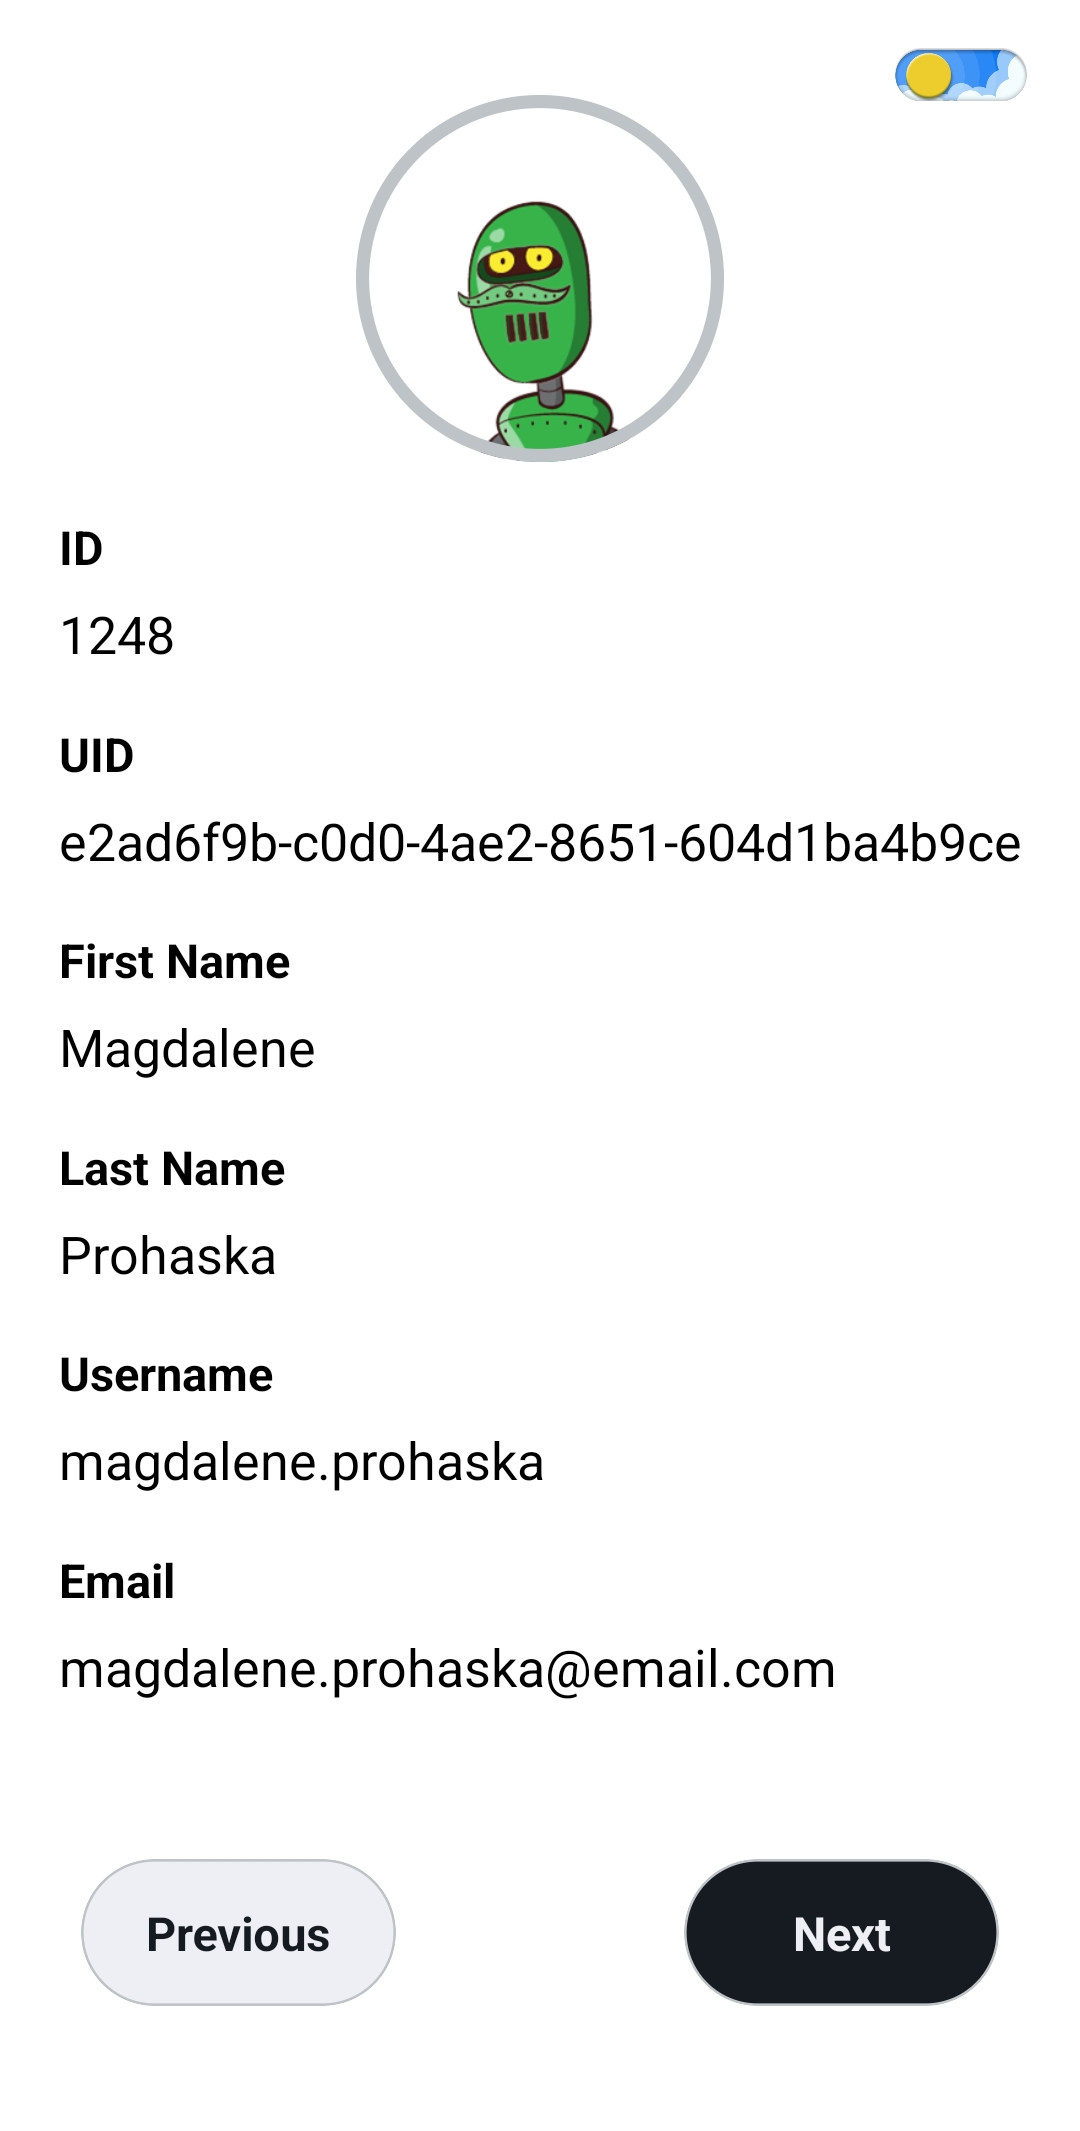 ID
1248
UID
e2ad6f9b-c0d0-4ae2-8651-604d1ba4b9ce
First Name
Magdalene
Last Name
Prohaska
Username
magdalene.prohaska
Email
magdalene.prohaska@email.com
Previous
Next